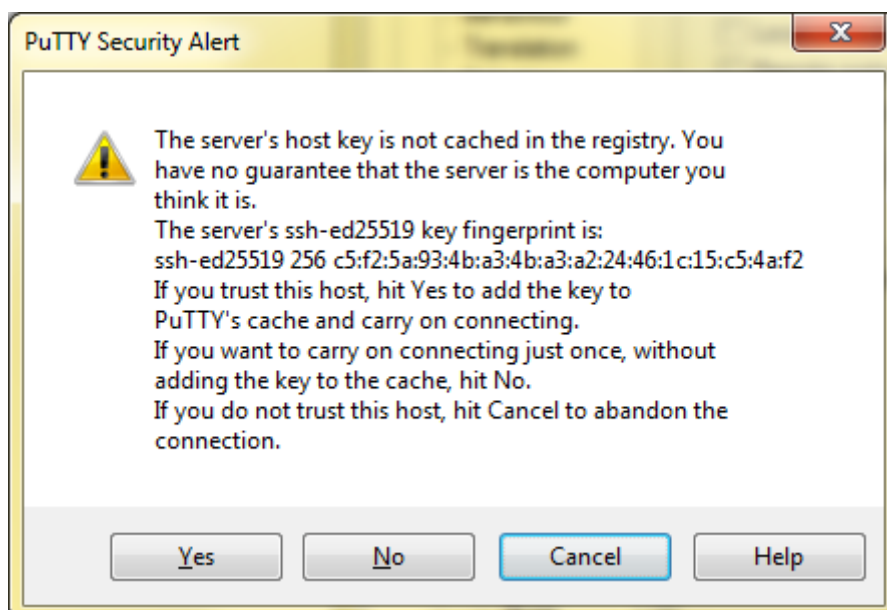 PuTTY Security Alert
The server's host key is not cached in the registry. You
have no guarantee that the server is the computer you
think it is.
The server's ssh-ed25519 key fingerprint is:
ssh-ed25519 256 c5:f2:5a:93:4b:a3:4b:a3:a2:24:46:1c:15:c5:4a:f2
If you trust this host, hit Yes to add the key to
PuTTY's cache and carry on connecting.
If you want to carry on connecting just once, without
adding the key to the cache, hit No.
If you do not trust this host, hit Cancel to abandon the
connection.
Yes No Cancel Help